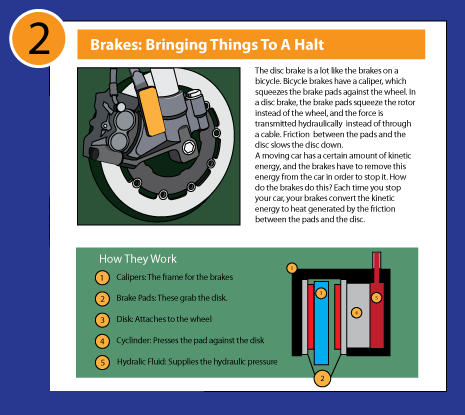 2
Brakes: Bringing Things To A Halt
The disc brake is a lot like the brakes on a
bicycle. Bicycle brakes have a caliper, which
squeezes the brake pads against the wheel. In
a disc brake, the brake pads squeeze the rotor
instead of the wheel, and the force is
transmitted hydraulically instead of through
a cable. Friction between the pads and the
disc slows the disc down.
A moving car has a certain amount of kinetic
energy, and the brakes have to remove this
energy from the car in order to stop it. How
do the brakes do this? Each time you stop
your car, your brakes convert the kinetic
energy to heat generated by the friction
between the pads and the disc.
How They Work
1 Calipers: The frame for the brakes
2 Brake Pads: These grab the disk.
3 Disk: Attaches to the wheel
4 Cyclinder: Presses the pad against the disk
5 Hydralic Fluid: Supplies the hydraulic pressure
1
3
5
4
2